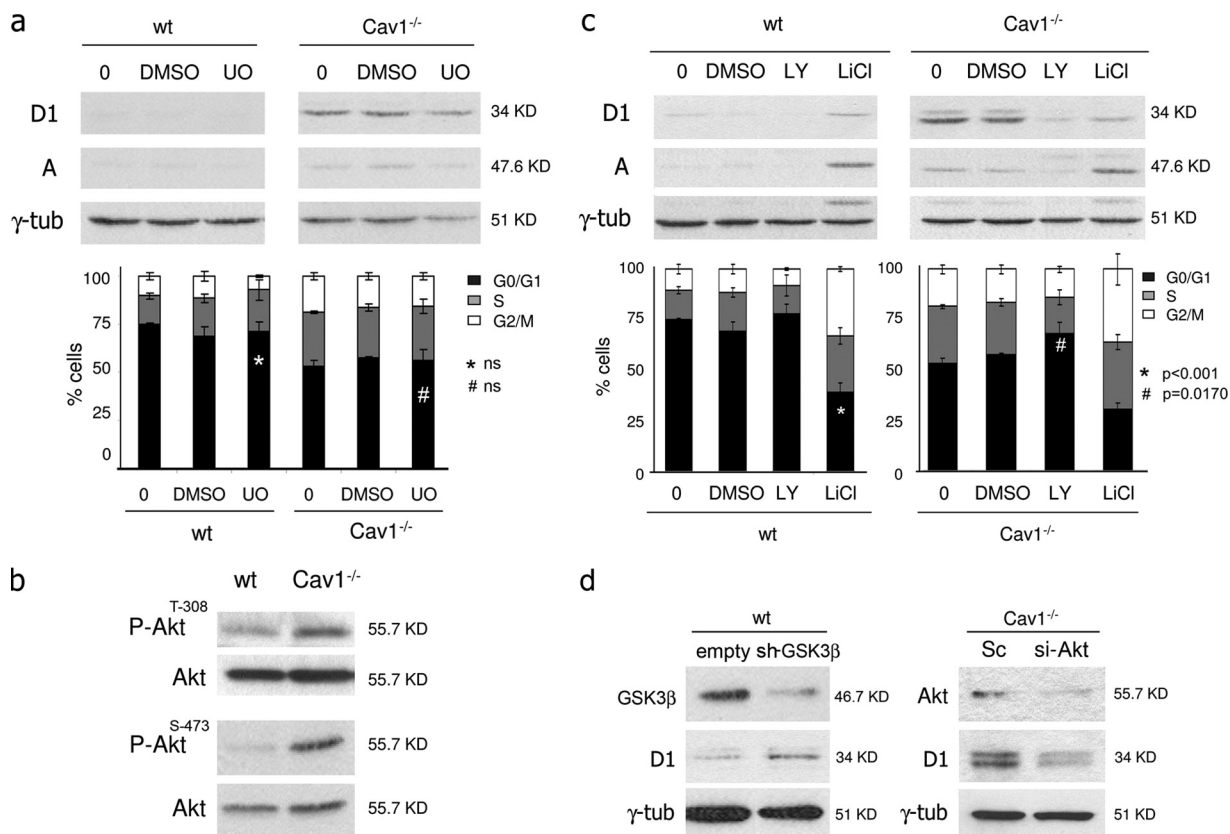 a
wt Cav1-/-
0 DMSO UO 0 DMSO UO
D1 34 KD
A 47.6 KD
γ-tub 51 KD
100
75
50
25
0
% cells
G0/G1
S
G2/M
* ns
# ns
*
#
0 DMSO UO 0 DMSO UO
wt Cav1-/-
b
wt Cav1-/-
P-Akt T-308 55.7 KD
Akt 55.7 KD
P-Akt S-473 55.7 KD
Akt 55.7 KD
c
wt Cav1-/-
0 DMSO LY LiCl 0 DMSO LY LiCl
D1 34 KD
A 47.6 KD
γ-tub 51 KD
100 100
75 75
50 50
25 25
0 0
% cells
G0/G1
S
G2/M
* p<0.001
# p=0.0170
*
#
0 DMSO LY LiCl 0 DMSO LY LiCl
wt Cav1-/-
d
wt
empty sh-GSK3β
GSK3β 46.7 KD
D1 34 KD
γ-tub 51 KD
Cav1-/-
Sc si-Akt
Akt 55.7 KD
D1 34 KD
γ-tub 51 KD